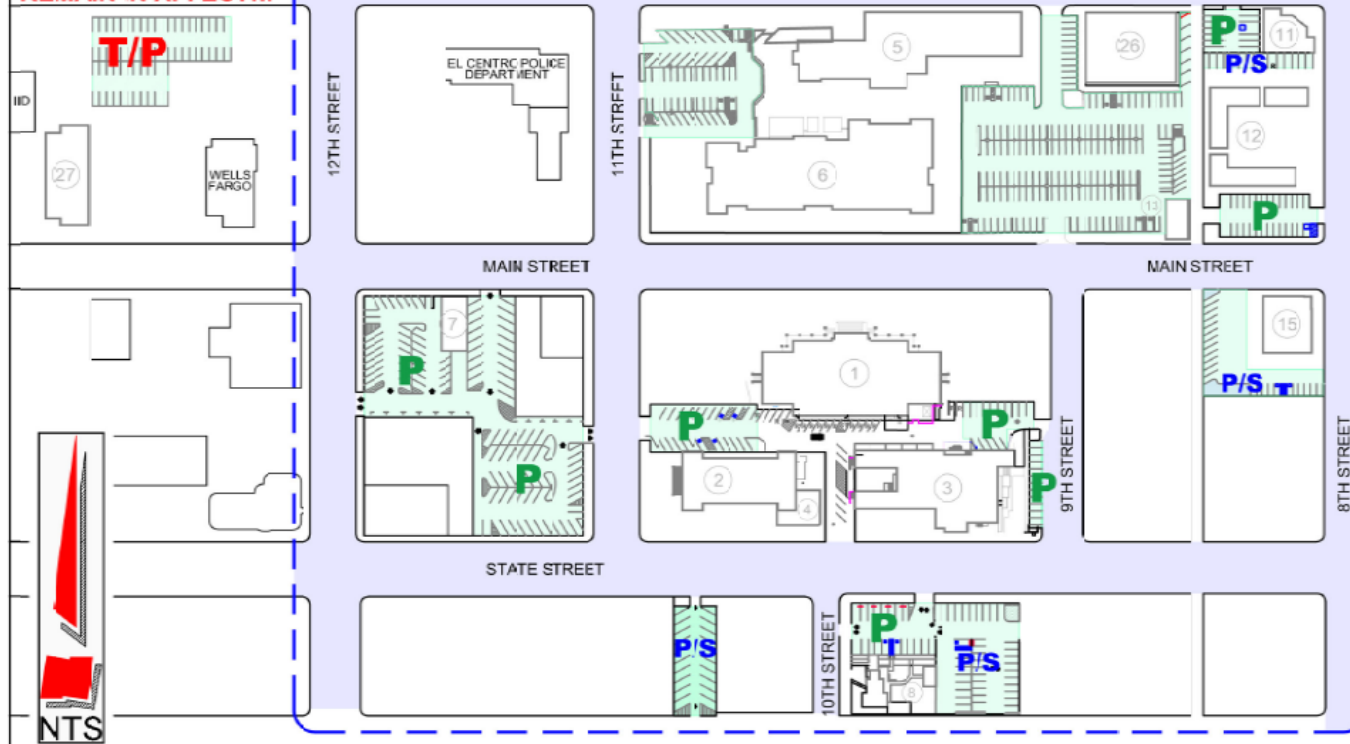 T/P
5
26
P
11
P/S
EL CENTRO POLICE
DEPARTMENT
12TH STREET
11TH STREET
IID
27
WELLS
FARGO
6
12
13
P
MAIN STREET
MAIN STREET
7
P
1
15
P/S
P
P
P
2
4
3
P
9TH STREET
8TH STREET
STATE STREET
P/S
10TH STREET
P
P/S
8
NTS